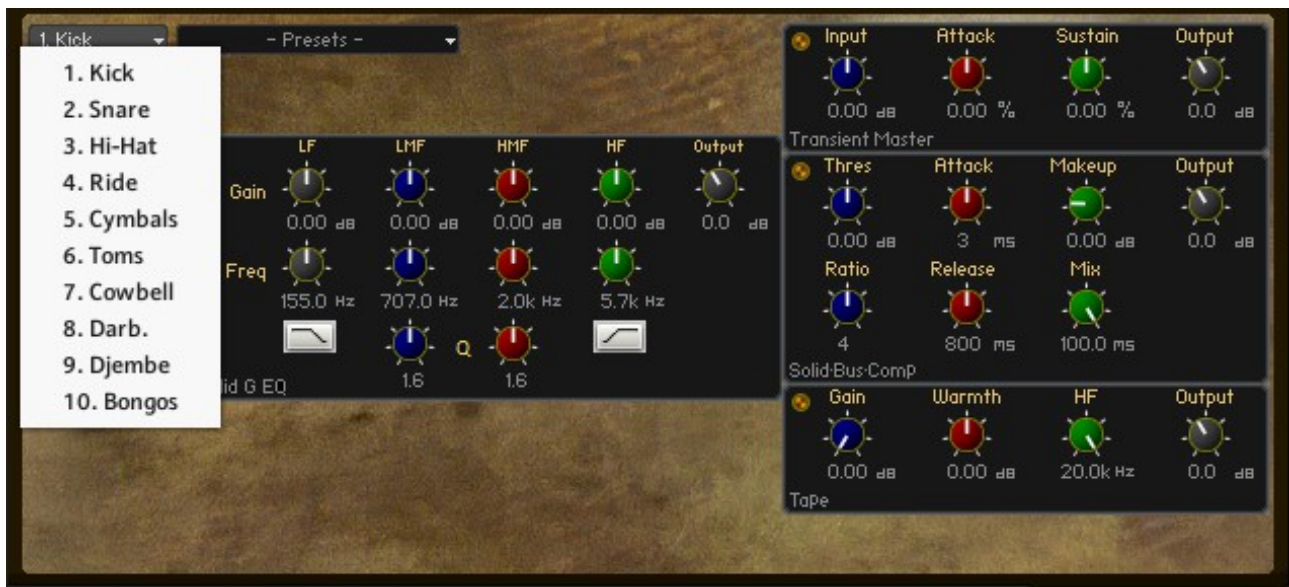 1. Kick
- Presets -
1. Kick
2. Snare
3. Hi-Hat
4. Ride
5. Cymbals
6. Toms
7. Cowbell
8. Darb.
9. Djembe
10. Bongos
LF LMF HMF HF Output
Gain
0.00 dB 0.00 dB 0.00 dB 0.00 dB 0.0 dB
Freq
155.0 Hz 707.0 Hz 2.0k Hz 5.7k Hz
Q
1.6 1.6
lid G EQ
Input Attack Sustain Output
0.00 dB 0.00 % 0.00 % 0.0 dB
Transient Master
Thres Attack Makeup Output
0.00 dB 3 ms 0.00 dB 0.0 dB
Ratio Release Mix
4 800 ms 100.0 ms
Solid-Bus-Comp
Gain Warmth HF Output
0.00 dB 0.00 dB 20.0k Hz 0.0 dB
Tape